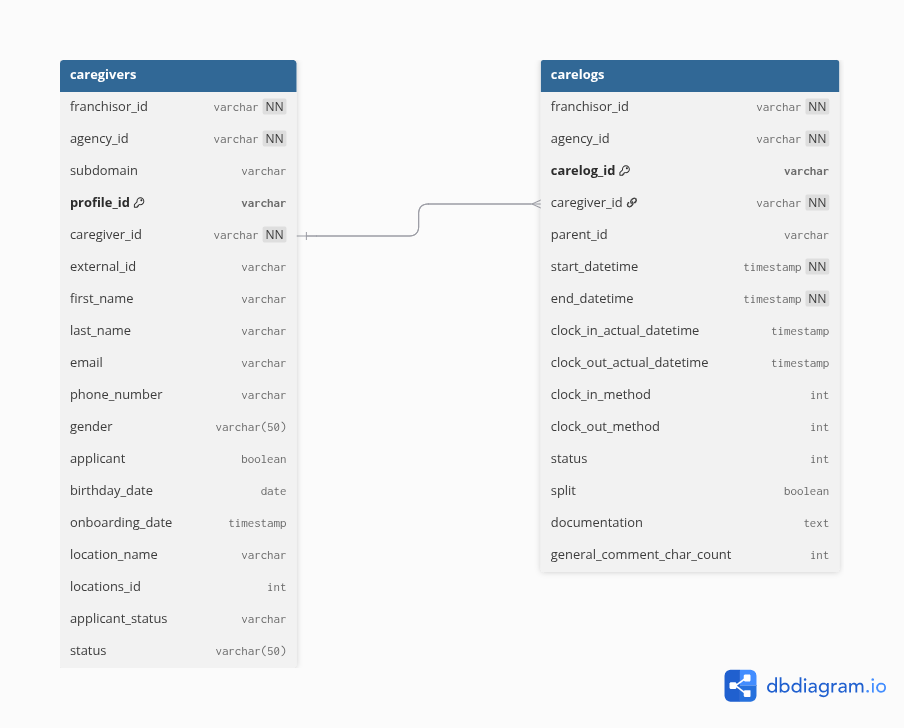 caregivers
franchisor_id varchar NN
agency_id varchar NN
subdomain varchar
profile_id varchar
caregiver_id varchar NN
external_id varchar
first_name varchar
last_name varchar
email varchar
phone_number varchar
gender varchar(50)
applicant boolean
birthday_date date
onboarding_date timestamp
location_name varchar
locations_id int
applicant_status varchar
status varchar(50)
carelogs
franchisor_id varchar NN
agency_id varchar NN
carelog_id varchar
caregiver_id varchar NN
parent_id varchar
start_datetime timestamp NN
end_datetime timestamp NN
clock_in_actual_datetime timestamp
clock_out_actual_datetime timestamp
clock_in_method int
clock_out_method int
status int
split boolean
documentation text
general_comment_char_count int
dbdiagram.io